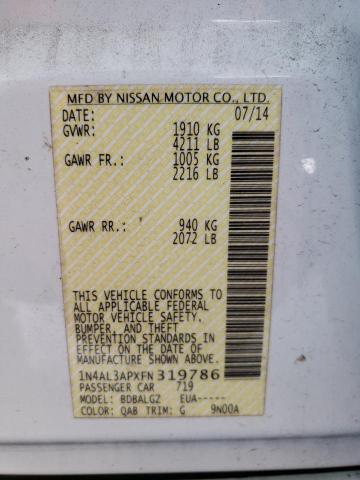 MFD BY NISSAN MOTOR CO., LTD.
DATE: 07/14
GVWR: 1910 KG
4211 LB
GAWR FR.: 1005 KG
2216 LB
GAWR RR.: 940 KG
2072 LB
THIS VEHICLE CONFORMS TO
ALL APPLICABLE FEDERAL
MOTOR VEHICLE SAFETY,
BUMPER, AND THEFT
PREVENTION STANDARDS IN
EFFECT ON THE DATE OF
MANUFACTURE SHOWN ABOVE.
1N4AL3APXFN319786
PASSENGER CAR 719
MODEL: BDBALGZ EUA-----
COLOR: QAB TRIM: G 9N00A